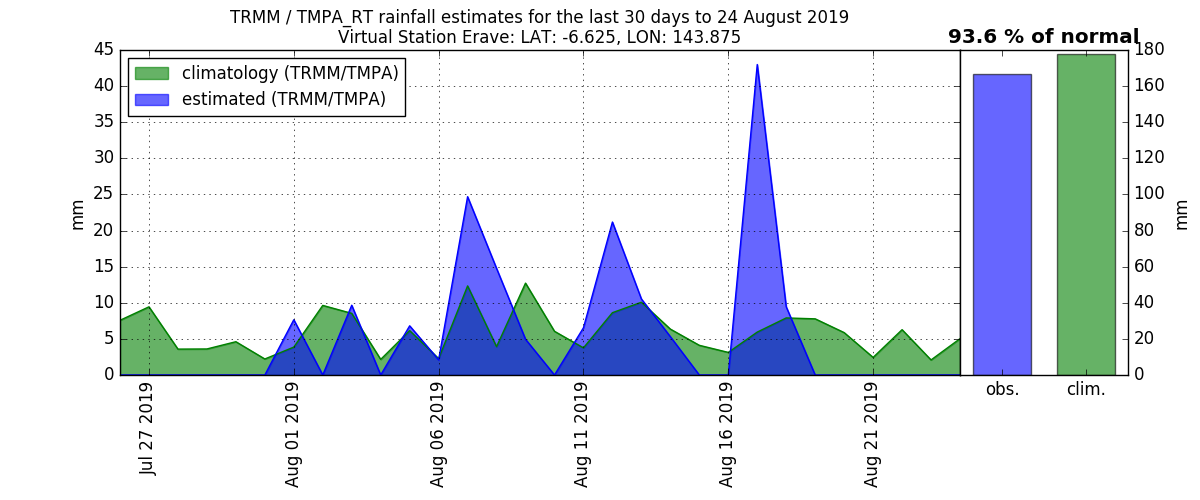 TRMM / TMPA_RT rainfall estimates for the last 30 days to 24 August 2019
Virtual Station Erave: LAT: -6.625, LON: 143.875
93.6 % of normal
climatology (TRMM/TMPA)
estimated (TRMM/TMPA)
45
40
35
30
25
20
15
10
5
0
mm
Jul 27 2019
Aug 01 2019
Aug 06 2019
Aug 11 2019
Aug 16 2019
Aug 21 2019
180
160
140
120
100
80
60
40
20
0
mm
obs.
clim.